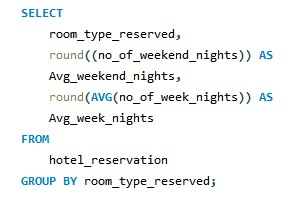 SELECT
room_type_reserved,
round((no_of_weekend_nights)) AS
Avg_weekend_nights,
round(AVG(no_of_week_nights)) AS
Avg_week_nights
FROM
hotel_reservation
GROUP BY room_type_reserved;